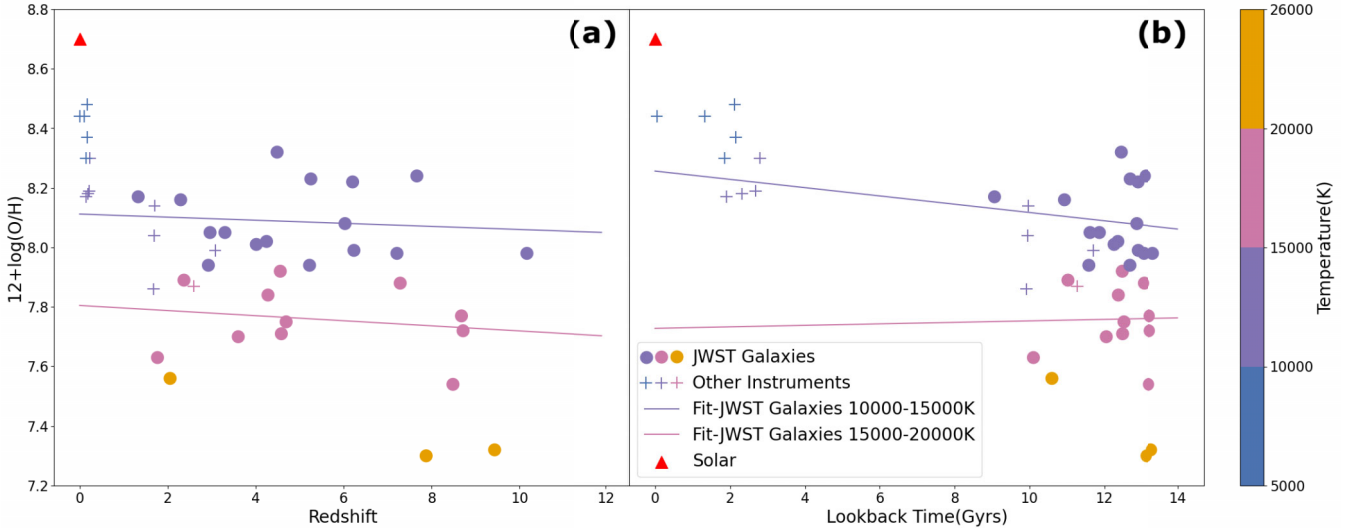 (a)
8.8
8.6
8.4
8.2
8.0
7.8
7.6
7.4
7.2
12+log(O/H)
0 2 4 6 8 10 12
Redshift
(b)
JWST Galaxies
Other Instruments
Fit-JWST Galaxies 10000-15000K
Fit-JWST Galaxies 15000-20000K
Solar
0 2 4 6 8 10 12 14
Lookback Time(Gyrs)
26000
20000
15000
10000
5000
Temperature(K)